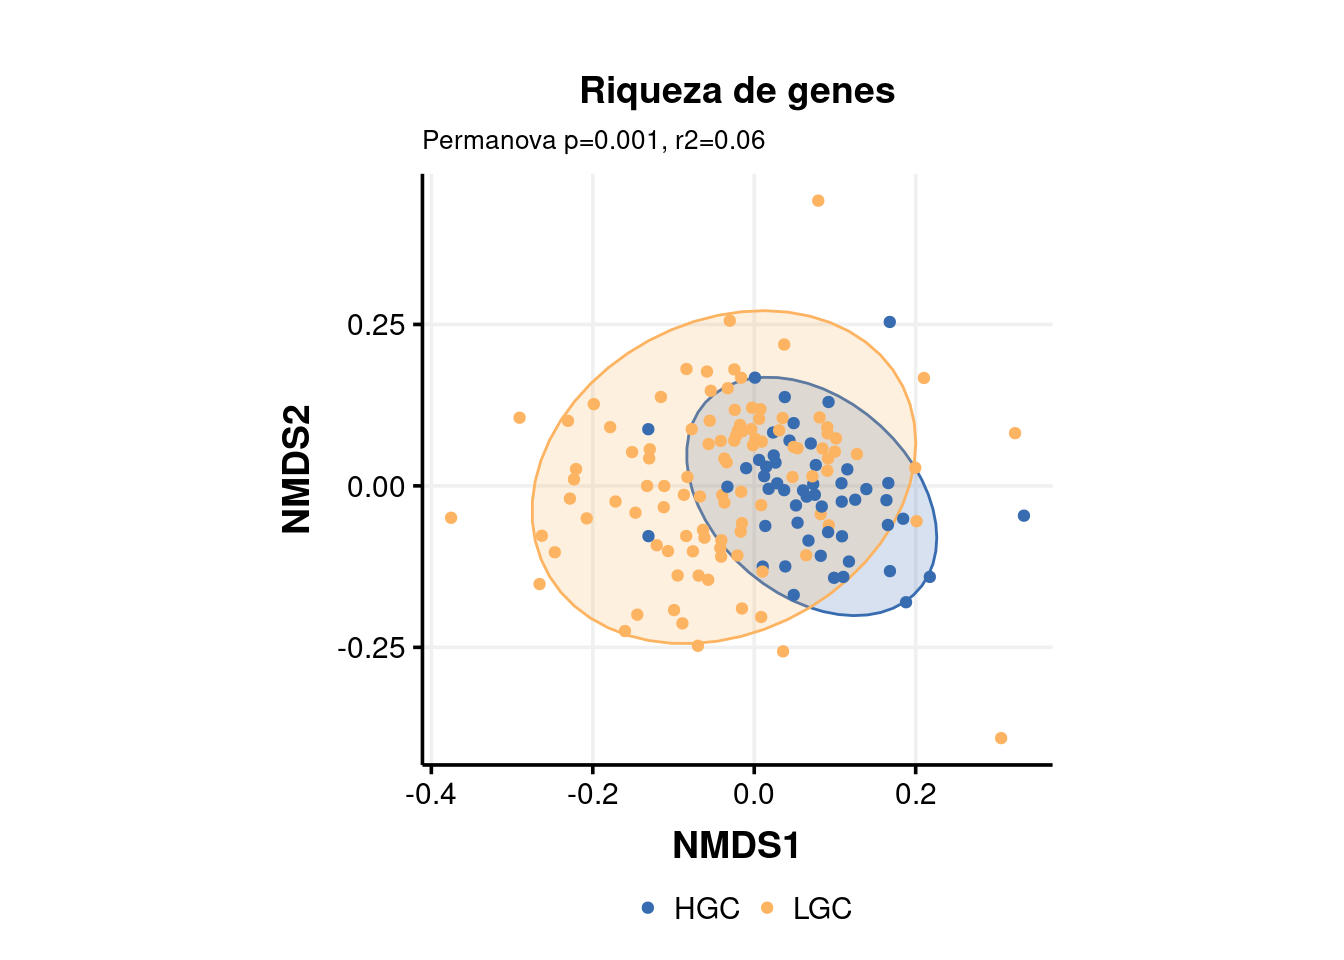 Riqueza de genes
Permanova p=0.001, r2=0.06
0.25
0.00
-0.25
NMDS2
-0.4 -0.2 0.0 0.2
NMDS1
HGC LGC